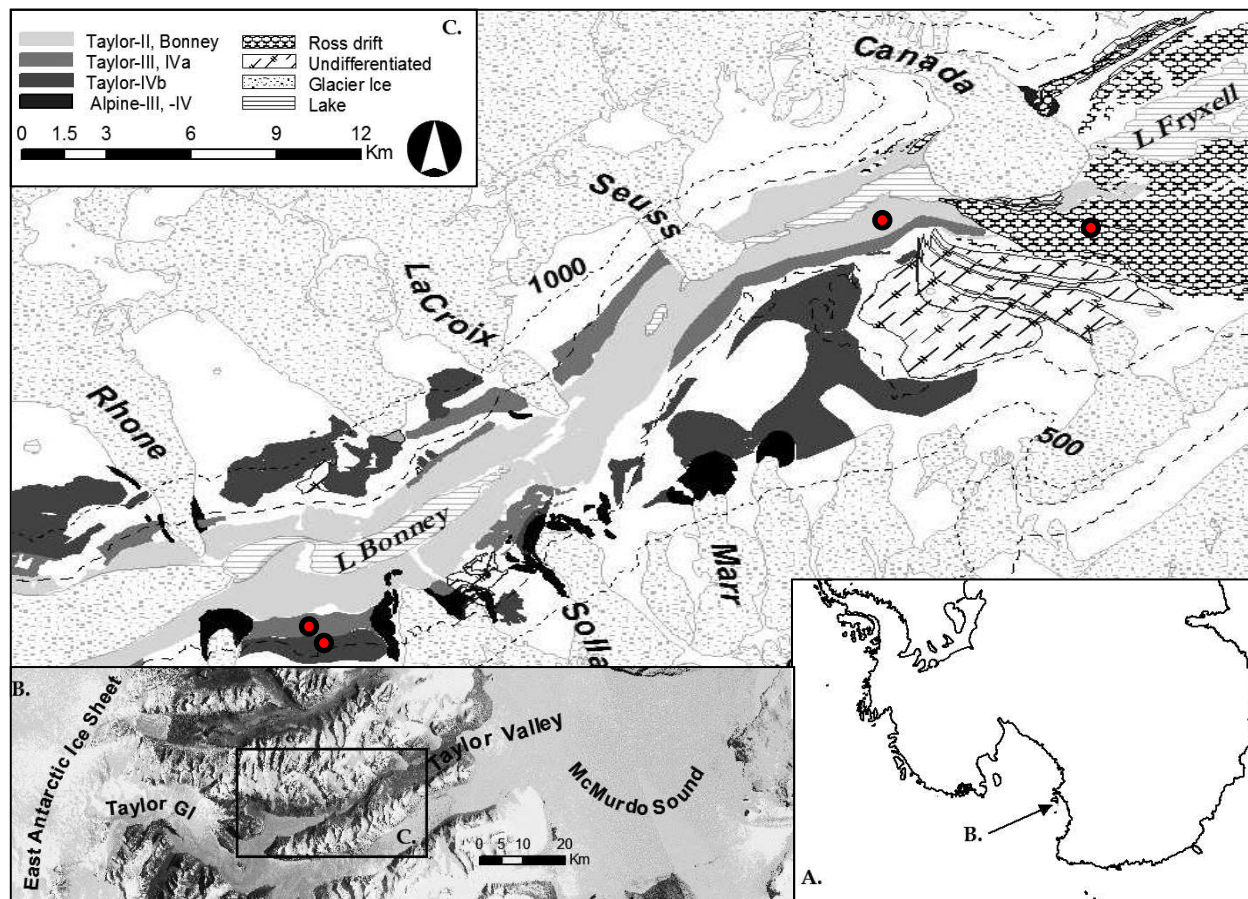 C.
Taylor-II, Bonney
Taylor-III, IVa
Taylor-IVb
Alpine-III, -IV
Ross drift
Undifferentiated
Glacier Ice
Lake
0 1.5 3 6 9 12
Km
Canada
L Fryxell
Seuss
1000
LaCroix
Rhone
L Bonney
500
Marr
Solla
B.
East Antarctic Ice Sheet
Taylor Gl
Taylor Valley
McMurdo Sound
C.
0 5 10 20
Km
B.
A.